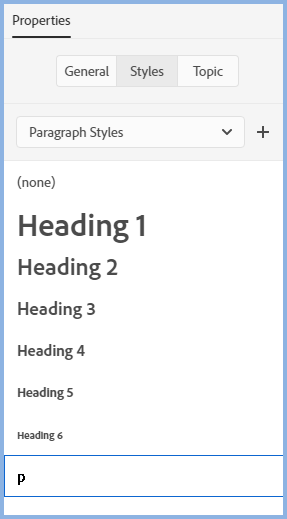 Properties
General Styles Topic
Paragraph Styles
(none)
Heading 1
Heading 2
Heading 3
Heading 4
Heading 5
Heading 6
p